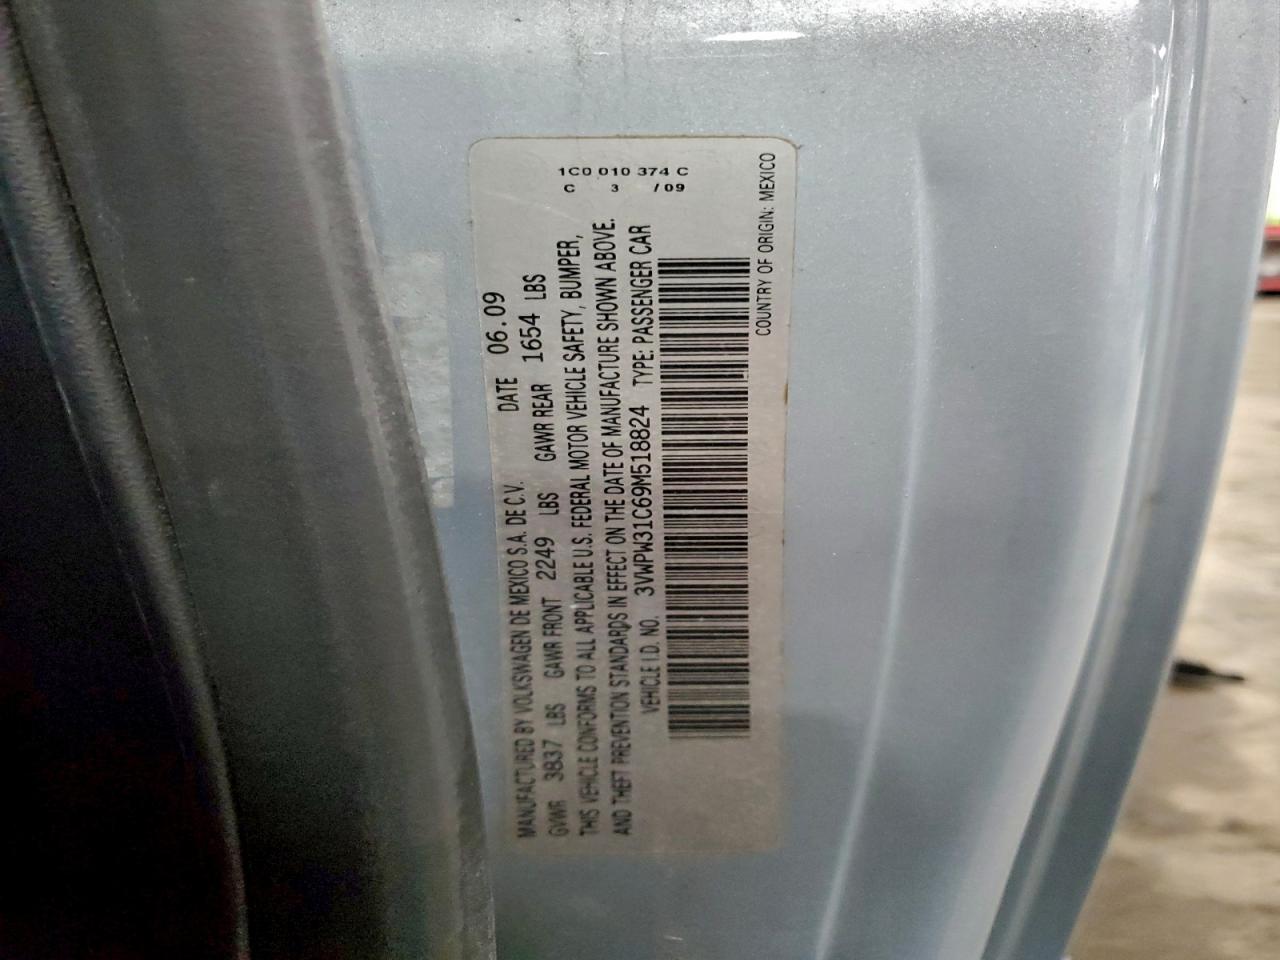 1C0 010 374 C
C 3 /09
MANUFACTURED BY VOLKSWAGEN DE MEXICO S.A. DE C.V. DATE 06.09
GVWR 3837 LBS GAWR FRONT 2249 LBS GAWR REAR 1654 LBS
THIS VEHICLE CONFORMS TO ALL APPLICABLE U.S. FEDERAL MOTOR VEHICLE SAFETY, BUMPER,
AND THEFT PREVENTION STANDARDS IN EFFECT ON THE DATE OF MANUFACTURE SHOWN ABOVE.
VEHICLE I.D. NO. 3VWPW31C69M518824 TYPE: PASSENGER CAR
COUNTRY OF ORIGIN: MEXICO